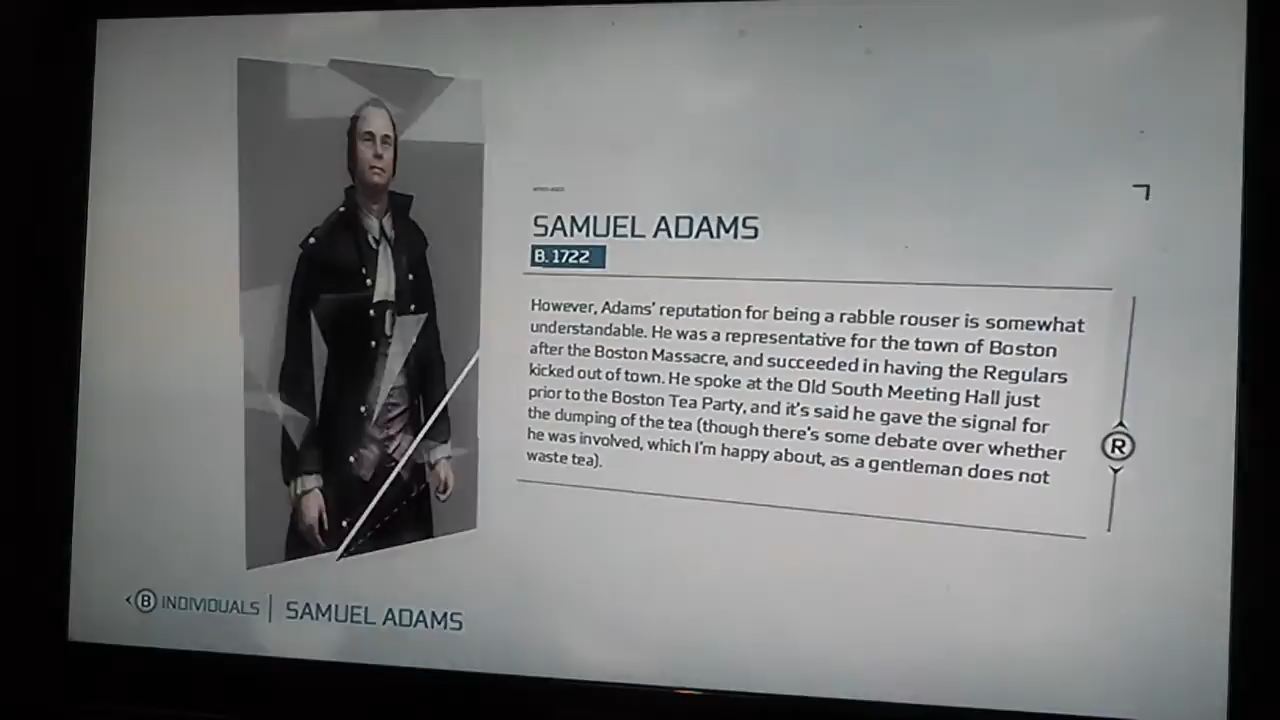 SAMUEL ADAMS
B. 1722
However, Adams' reputation for being a rabble rouser is somewhat
understandable. He was a representative for the town of Boston
after the Boston Massacre, and succeeded in having the Regulars
kicked out of town. He spoke at the Old South Meeting Hall just
prior to the Boston Tea Party, and it's said he gave the signal for
the dumping of the tea (though there's some debate over whether
he was involved, which I'm happy about, as a gentleman does not
waste tea).
R
B INDIVIDUALS | SAMUEL ADAMS